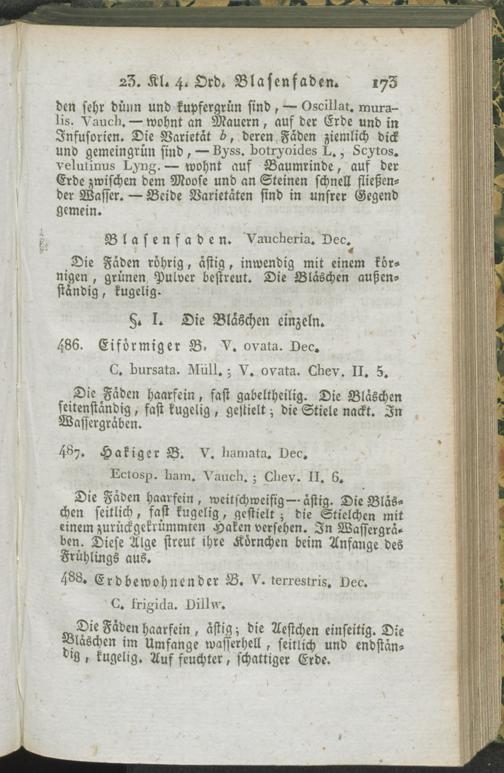 23. Kl. 4. Ord. Blasenfaden. 173
den sehr dünn und kupfergrün sind, — Oscillat. mura-
lis. Vauch. — wohnt an Mauern, auf der Erde und in
Infusorien. Die Varietät b, deren Fäden ziemlich dick
und gemeingrün sind, — Byss. botryoides L., Scytos.
velutinus Lyng. — wohnt auf Baumrinde, auf der
Erde zwischen dem Moose und an Steinen schnell fließen-
der Wasser. — Beide Varietäten sind in unsrer Gegend
gemein.
Blasenfaden. Vaucheria. Dec.
Die Fäden röhrig, ästig, inwendig mit einem kör-
nigen, grünen Pulver bestreut. Die Bläschen außen-
ständig, kugelig.
§. I. Die Bläschen einzeln.
486. Eiförmiger B. V. ovata. Dec.
C. bursata. Müll.; V. ovata. Chev. II. 5.
Die Fäden haarfein, fast gabeltheilig. Die Bläschen
seitenständig, fast kugelig, gestielt; die Stiele nackt. In
Wassergräben.
487. Hakiger B. V. hamata. Dec.
Ectosp. ham. Vauch.; Chev. II. 6.
Die Fäden haarfein, weitschweifig—ästig. Die Bläs-
chen seitlich, fast kugelig, gestielt; die Stielchen mit
einem zurückgekrümmten Haken versehen. In Wassergrä-
ben. Diese Alge streut ihre Körnchen beim Anfange des
Frühlings aus.
488. Erdbewohnender B. V. terrestris. Dec.
C. frigida. Dillw.
Die Fäden haarfein, ästig; die Aestchen einseitig. Die
Bläschen im Umfange wasserhell, seitlich und endstän-
dig, kugelig. Auf feuchter, schattiger Erde.